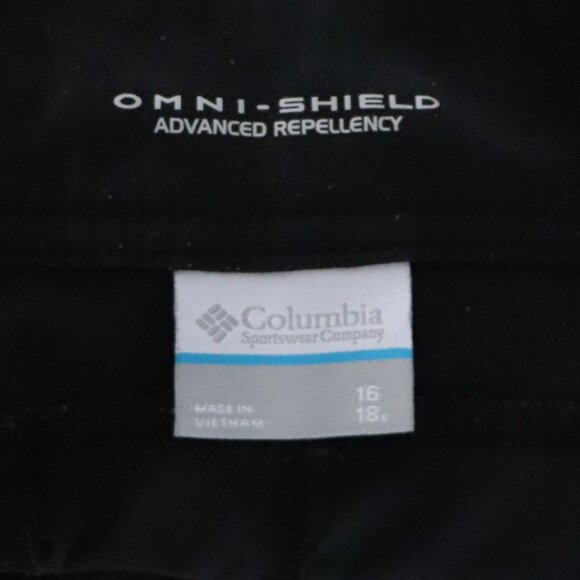 OMNI-SHIELD
ADVANCED REPELLENCY
Columbia
Sportswear Company
16
MADE IN
18
VIETNAM